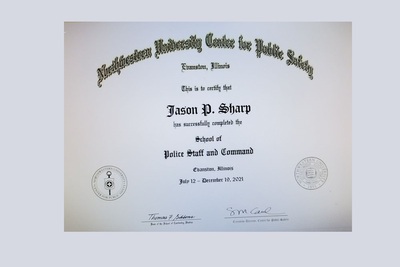 Northwestern University Center for Public Safety
Evanston, Illinois
This is to certify that
Jason P. Sharp
has successfully completed the
School of
Police Staff and Command
Evanston, Illinois
July 12 - December 10, 2021